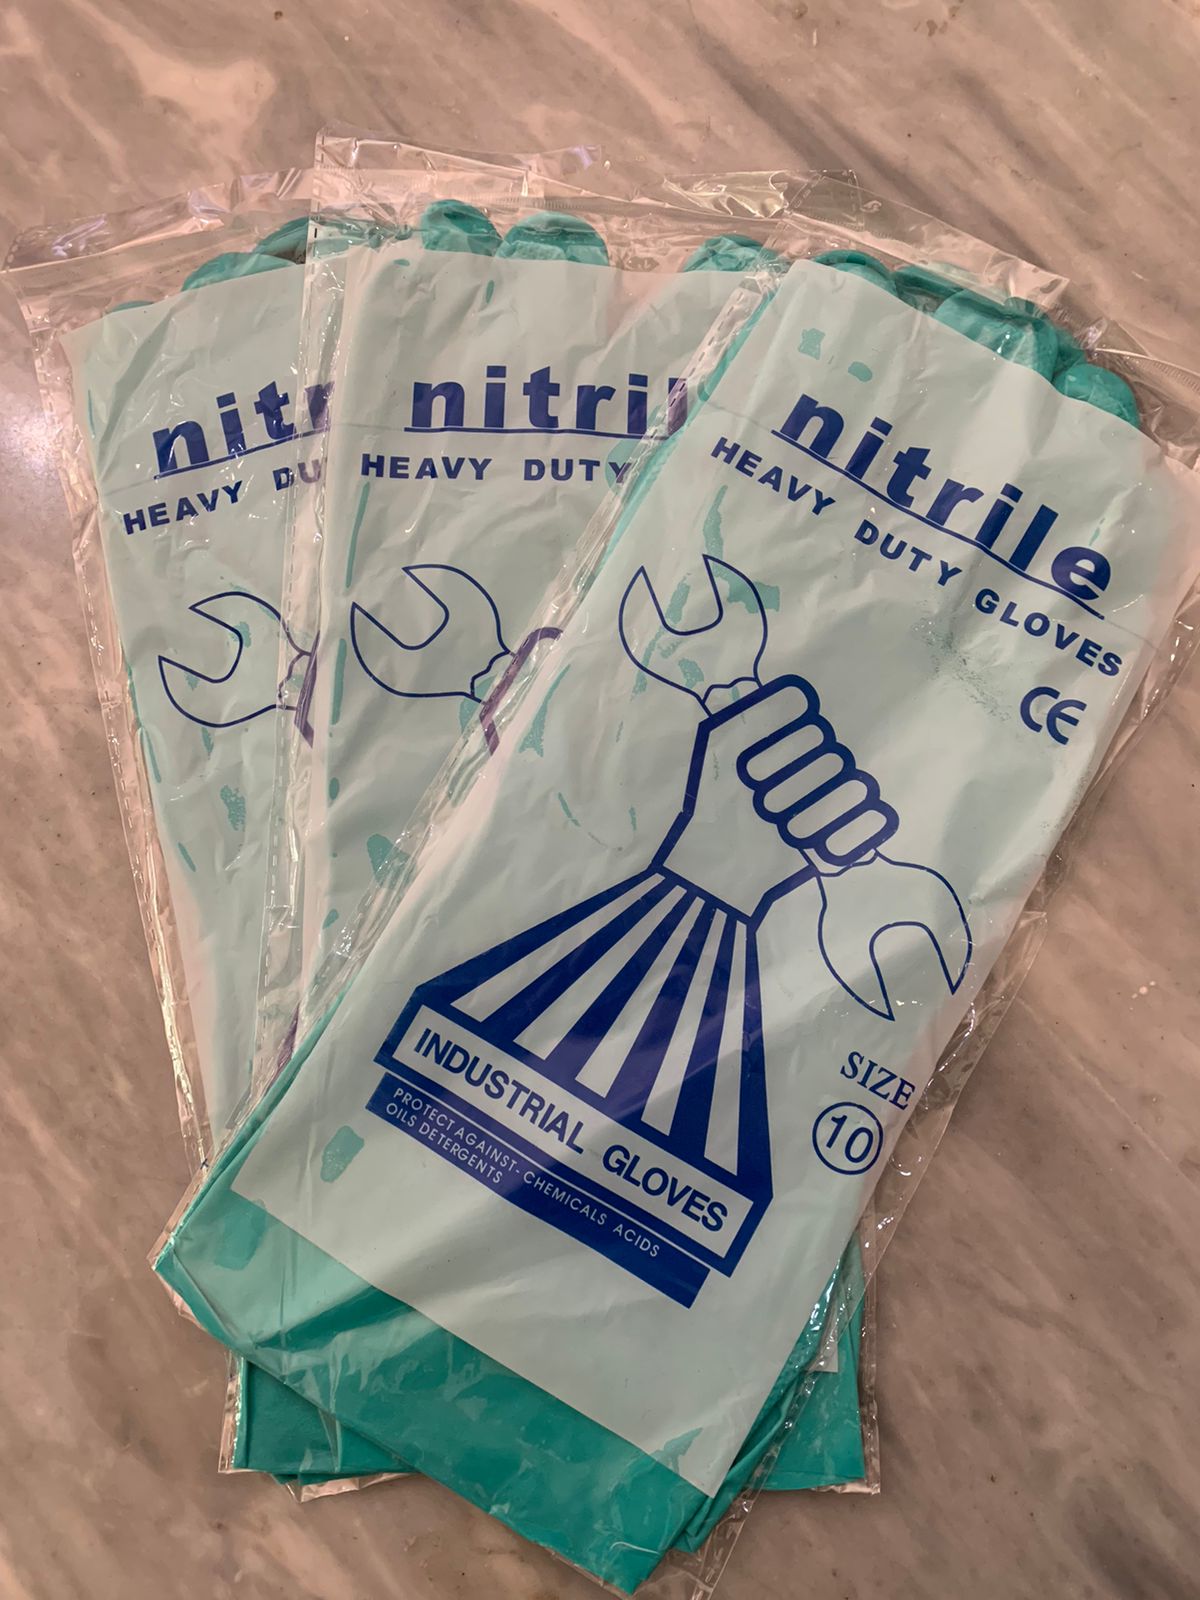 nitr
HEAVY DU
nitril
HEAVY DUTY
nitrile
HEAVY DUTY GLOVES
CE
SIZE
10
INDUSTRIAL GLOVES
PROTECT AGAINST- CHEMICALS ACIDS
OILS DETERGENTS